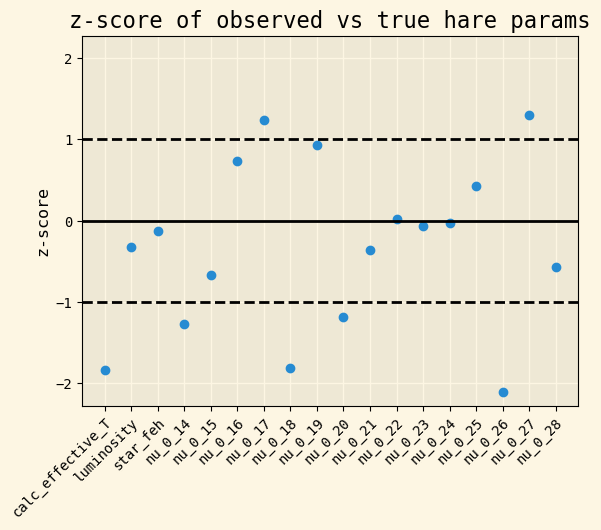 z-score of observed vs true hare params
z-score
2
1
0
−1
−2
calc_effective_T
luminosity
star_feh
nu_0_14
nu_0_15
nu_0_16
nu_0_17
nu_0_18
nu_0_19
nu_0_20
nu_0_21
nu_0_22
nu_0_23
nu_0_24
nu_0_25
nu_0_26
nu_0_27
nu_0_28